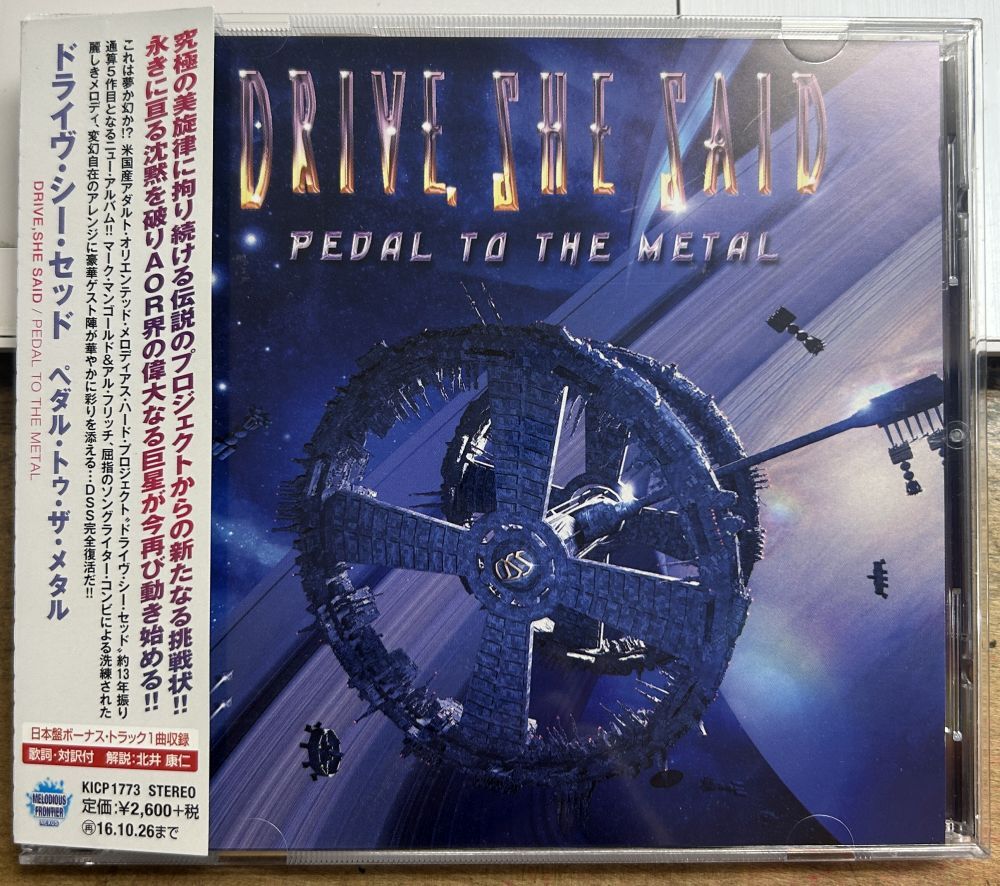 究極の美旋律に拘り続ける伝説のプロジェクトからの新たなる挑戦状!!
永きに亘る沈黙を破りAOR界の偉大なる巨星が今再び動き始める!!
これは夢か幻か!? 米国産アダルト・オリエンテッド・メロディアス・ハード・プロジェクト“ドライヴ・シー・セッド”約13年振り
通算5作目となるニュー・アルバム!! マーク・マンゴールド&アル・フリッチ、屈指のソングライター・コンビによる洗練された
麗しきメロディ、変幻自在のアレンジに豪華ゲスト陣が華やかに彩りを添える…DSS完全復活だ!!
ドライヴ・シー・セッド ペダル・トゥ・ザ・メタル
DRIVE,SHE SAID / PEDAL TO THE METAL
日本盤ボーナス・トラック1曲収録
歌詞・対訳付 解説:北井 康仁
MELODIOUS
FRONTIER
NEXUS
KICP1773 STEREO
定価:¥2,600+税
再16.10.26まで
DRIVE, SHE SAID
PEDAL TO THE METAL
DSS